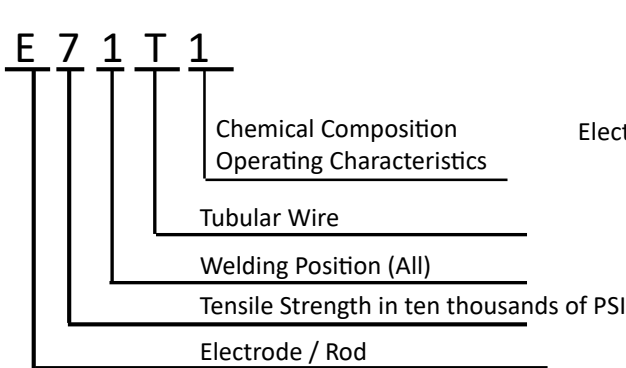 E 7 1 T 1
Chemical Composition
Elect
Operating Characteristics
Tubular Wire
Welding Position (All)
Tensile Strength in ten thousands of PSI
Electrode / Rod